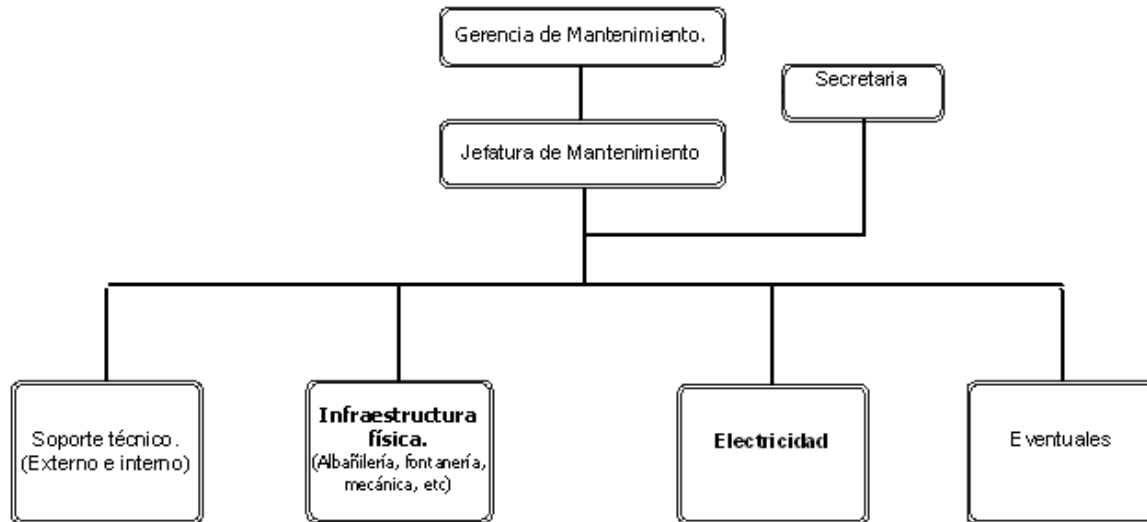 Gerencia de Mantenimiento.
Secretaria
Jefatura de Mantenimiento
Soporte técnico.
(Externo e interno)
Infraestructura
física.
(Albañilería, fontanería,
mecánica, etc)
Electricidad
Eventuales